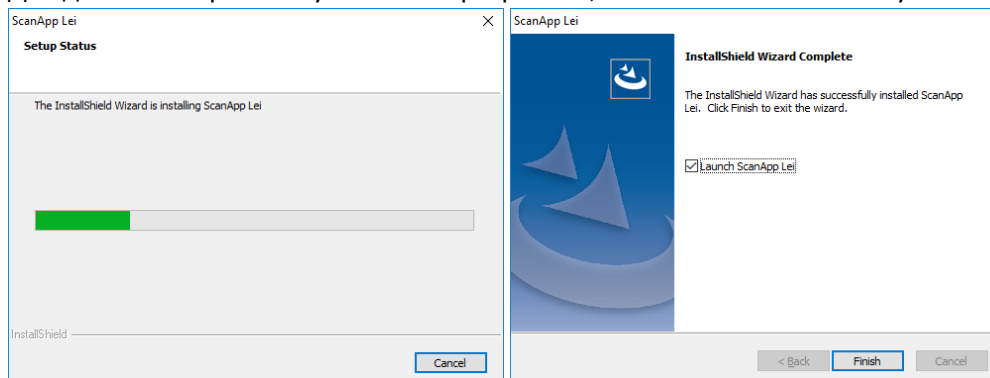 ScanApp Lei
Setup Status
The InstallShield Wizard is installing ScanApp Lei
InstallShield
Cancel
ScanApp Lei
InstallShield Wizard Complete
The InstallShield Wizard has successfully installed ScanApp
Lei. Click Finish to exit the wizard.
Launch ScanApp Lei
< Back
Finish
Cancel